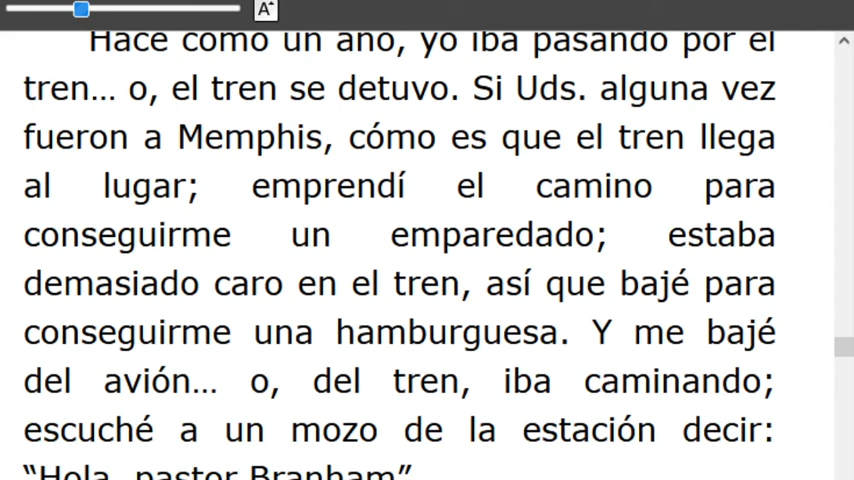 A
Hace como un año, yo iba pasando por el
tren... o, el tren se detuvo. Si Uds. alguna vez
fueron a Memphis, cómo es que el tren llega
al lugar; emprendí el camino para
conseguirme un emparedado; estaba
demasiado caro en el tren, así que bajé para
conseguirme una hamburguesa. Y me bajé
del avión... o, del tren, iba caminando;
escuché a un mozo de la estación decir:
“Hola, pastor Branham”